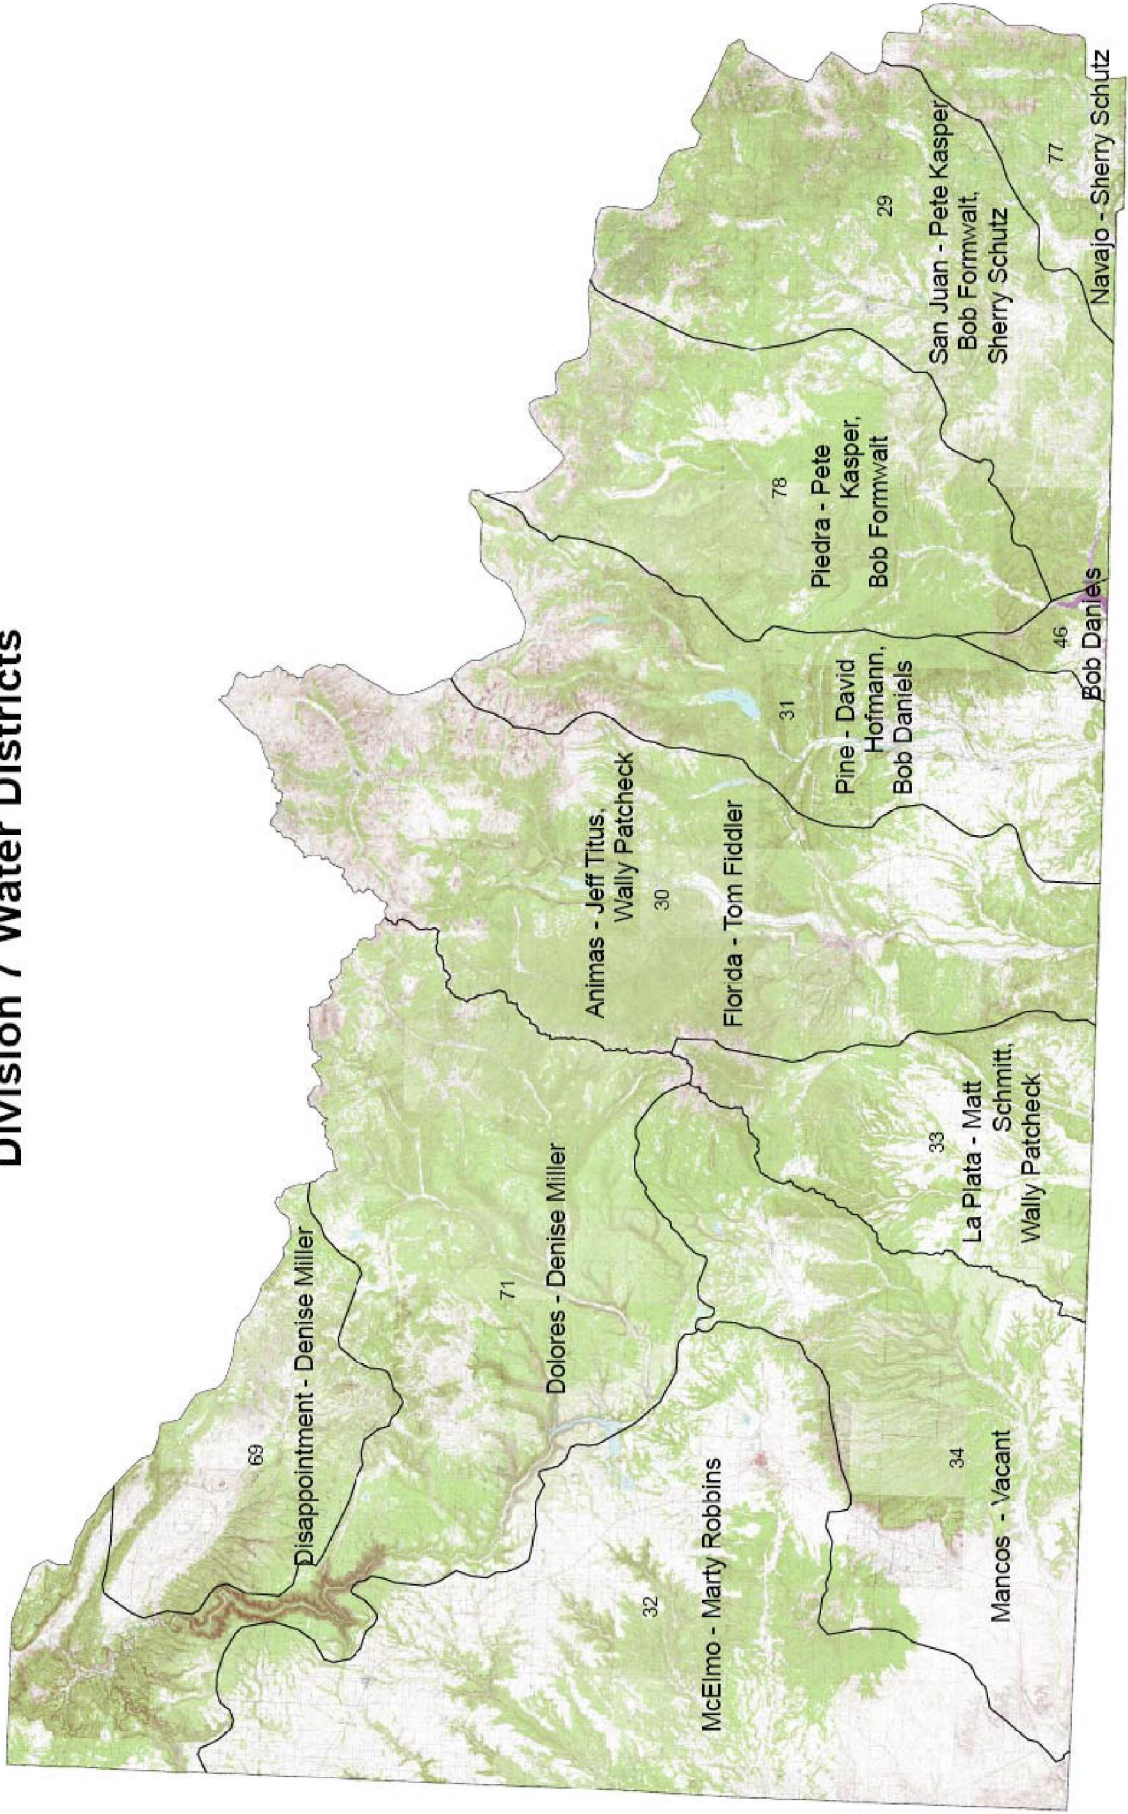 Division 7 Water Districts
69
Disappointment - Denise Miller
71
Dolores - Denise Miller
Animas - Jeff Titus,
Wally Patcheck
30
32
McElmo - Marty Robbins
Florida - Tom Fiddler
78
Piedra - Pete
Kasper,
Bob Formwalt
31
Pine - David
Hofmann,
Bob Daniels
29
San Juan - Pete Kasper
Bob Formwalt,
Sherry Schutz
33
La Plata - Matt
Schmitt,
Wally Patcheck
34
Mancos - Vacant
77
Navajo - Sherry Schutz
46
Bob Daniels